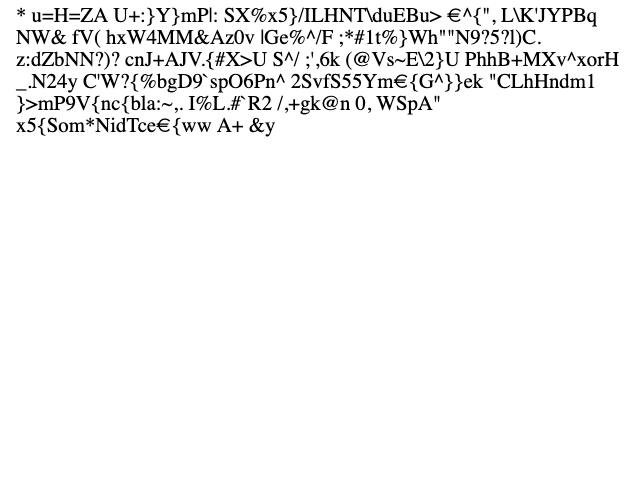 * u=H=ZA U+:}Y}mP|: SX%x5}/ILHNT\duEBu> €^{", L\K'JYPBq
NW& fV( hxW4MM&Az0v |Ge%^/F ;*#1t%}Wh""N9?5?l)C.
z:dZbNN?)? cnJ+AJV.{#X>U S^/ ;',6k (@Vs~E\2}U PhhB+MXv^xorH
_.N24y C'W?{%bgD9`spO6Pn^ 2SvfS55Ym€{G^}}ek "CLhHndm1
}>mP9V{nc{bla:~,. I%L.#`R2 /,+gk@n 0, WSpA"
x5{Som*NidTce€{ww A+ &y